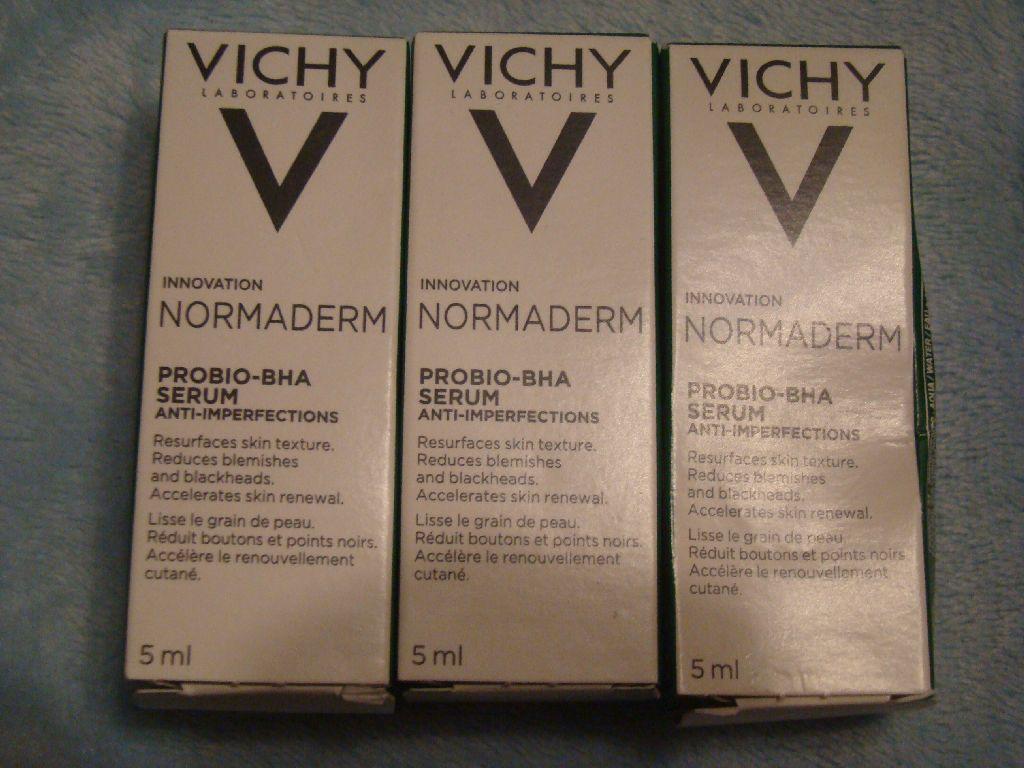 VICHY
LABORATOIRES
V
INNOVATION
NORMADERM
PROBIO-BHA
SERUM
ANTI-IMPERFECTIONS
Resurfaces skin texture.
Reduces blemishes
and blackheads.
Accelerates skin renewal.
Lisse le grain de peau.
Réduit boutons et points noirs.
Accélère le renouvellement
cutané.
5 ml
VICHY
LABORATOIRES
V
INNOVATION
NORMADERM
PROBIO-BHA
SERUM
ANTI-IMPERFECTIONS
Resurfaces skin texture.
Reduces blemishes
and blackheads.
Accelerates skin renewal.
Lisse le grain de peau.
Réduit boutons et points noirs.
Accélère le renouvellement
cutané.
5 ml
VICHY
LABORATOIRES
V
INNOVATION
NORMADERM
PROBIO-BHA
SERUM
ANTI-IMPERFECTIONS
Resurfaces skin texture.
Reduces blemishes
and blackheads.
Accelerates skin renewal.
Lisse le grain de peau
Réduit boutons et points noirs
Accélère le renouvellement
cutané.
5 ml
AQUA / WATER / EAU